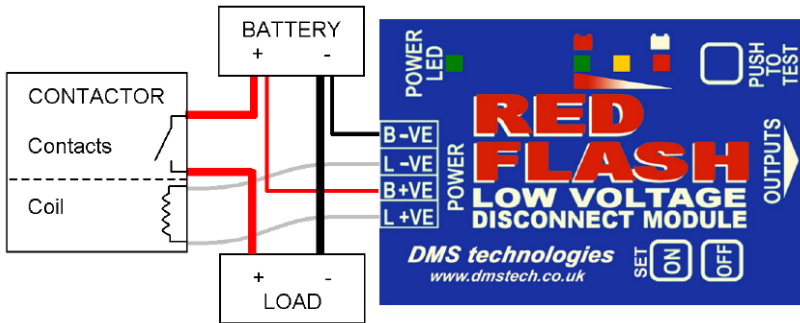 BATTERY
+ -
CONTACTOR
Contacts
Coil
+ -
LOAD
POWER LED
PUSH TO TEST
B -VE
L -VE
B +VE
L +VE
POWER
RED
FLASH
LOW VOLTAGE
DISCONNECT MODULE
OUTPUTS
DMS technologies
www.dmstech.co.uk
SET
ON
OFF